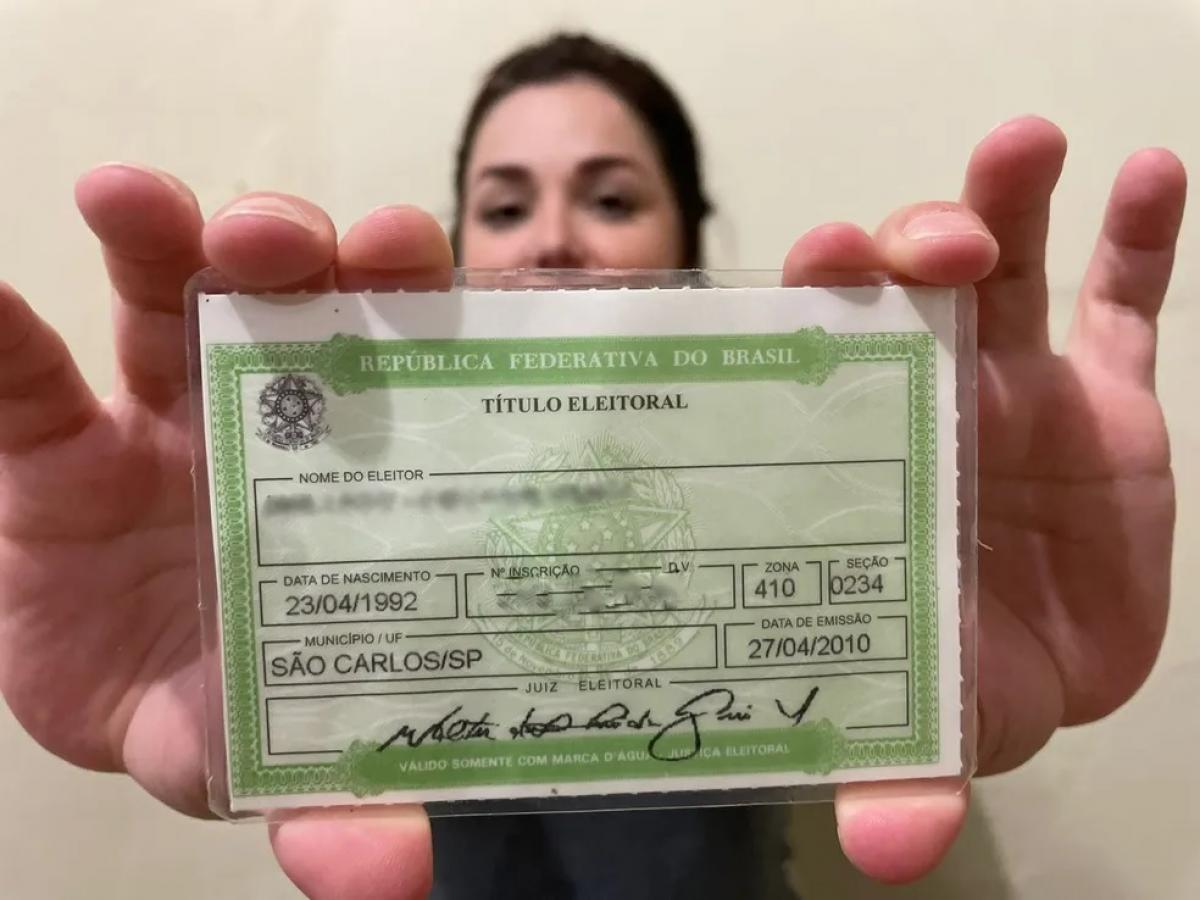 REPÚBLICA FEDERATIVA DO BRASIL
TÍTULO ELEITORAL
NOME DO ELEITOR
DATA DE NASCIMENTO
23/04/1992
Nº INSCRIÇÃO D.V
ZONA
410
SEÇÃO
0234
MUNICÍPIO / UF
SÃO CARLOS/SP
DATA DE EMISSÃO
27/04/2010
JUIZ ELEITORAL
VÁLIDO SOMENTE COM MARCA D'ÁGUA - JUSTIÇA ELEITORAL